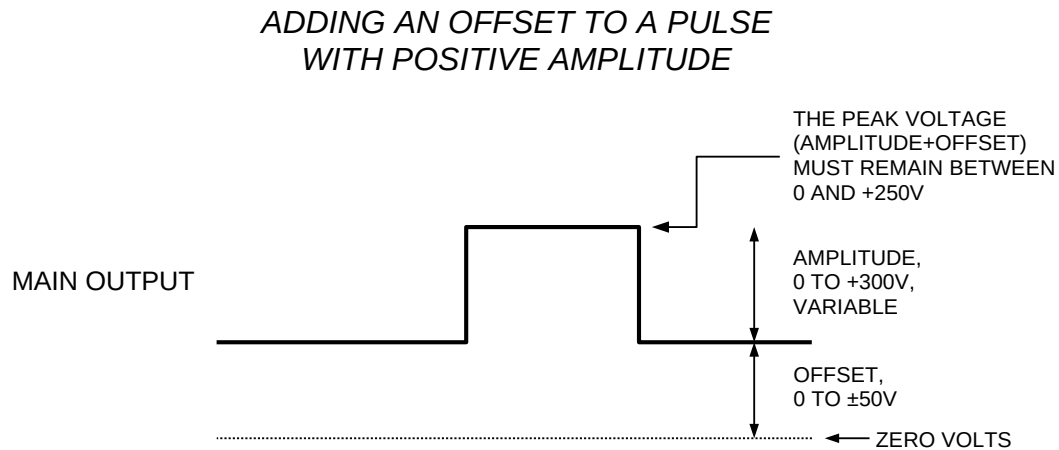 ADDING AN OFFSET TO A PULSE
WITH POSITIVE AMPLITUDE
THE PEAK VOLTAGE
(AMPLITUDE+OFFSET)
MUST REMAIN BETWEEN
0 AND +250V
MAIN OUTPUT
AMPLITUDE,
0 TO +300V,
VARIABLE
OFFSET,
0 TO ±50V
ZERO VOLTS